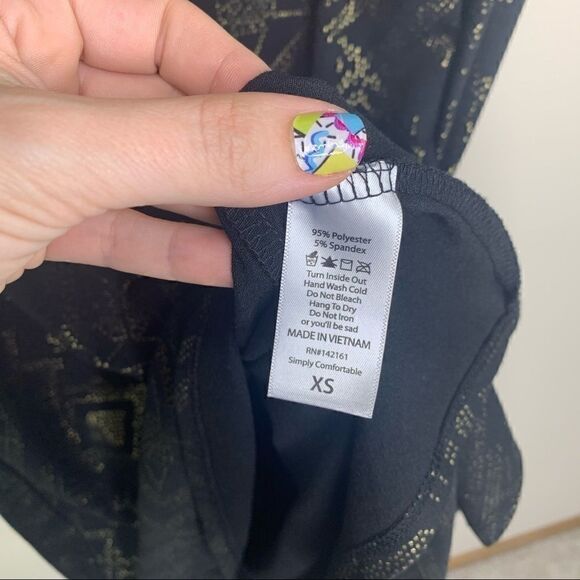 95% Polyester
5% Spandex
Turn Inside Out
Hand Wash Cold
Do Not Bleach
Hang To Dry
Do Not Iron
or you'll be sad
MADE IN VIETNAM
RN#142161
Simply Comfortable
XS